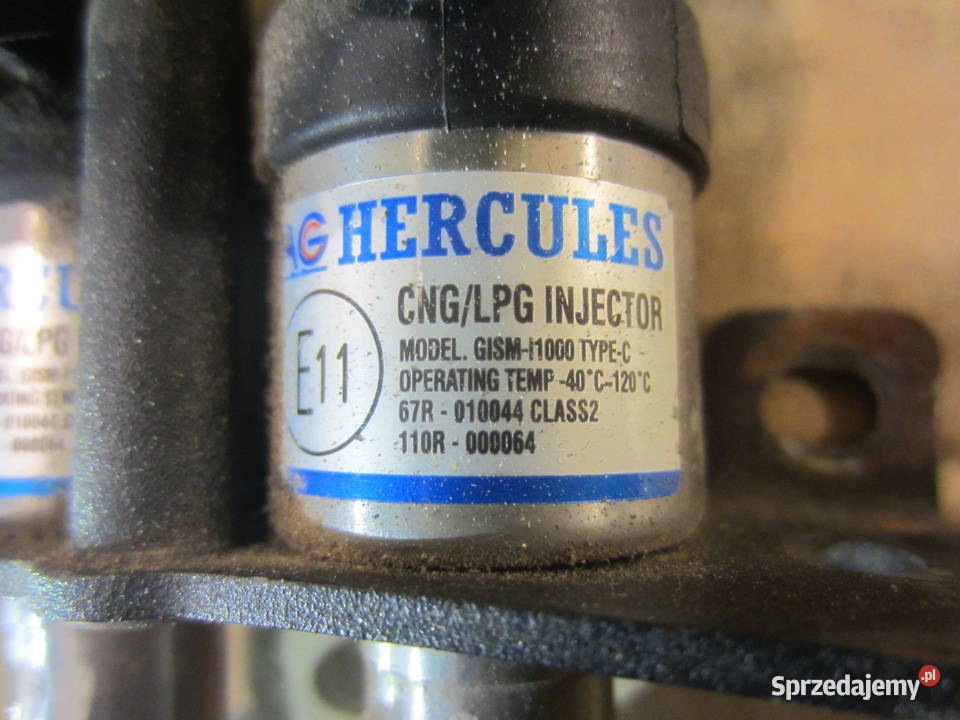 AG HERCULES
CNG/LPG INJECTOR
E11
MODEL. GISM-i1000 TYPE-C
OPERATING TEMP -40°C~120°C
67R - 010044 CLASS2
110R - 000064
Sprzedajemy.pl